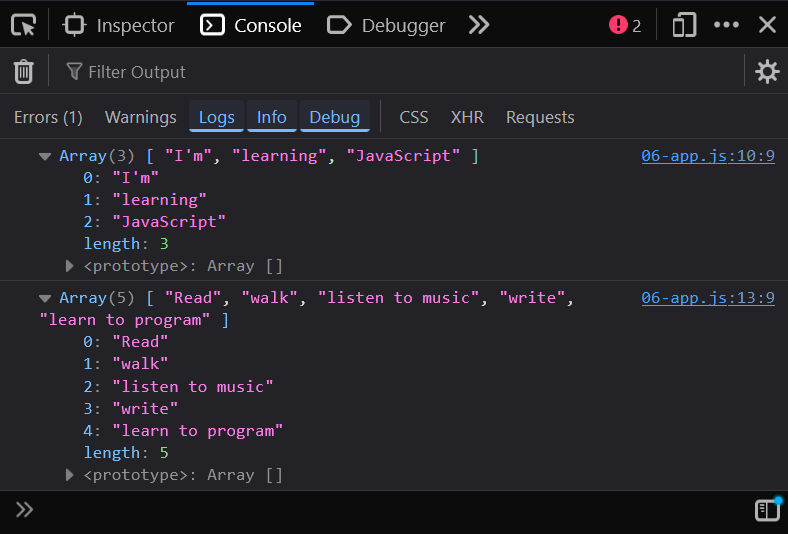 Inspector Console Debugger 2
Filter Output
Errors (1) Warnings Logs Info Debug CSS XHR Requests
Array(3) [ "I'm", "learning", "JavaScript" ] 06-app.js:10:9
0: "I'm"
1: "learning"
2: "JavaScript"
length: 3
<prototype>: Array []
Array(5) [ "Read", "walk", "listen to music", "write", 06-app.js:13:9
"learn to program" ]
0: "Read"
1: "walk"
2: "listen to music"
3: "write"
4: "learn to program"
length: 5
<prototype>: Array []